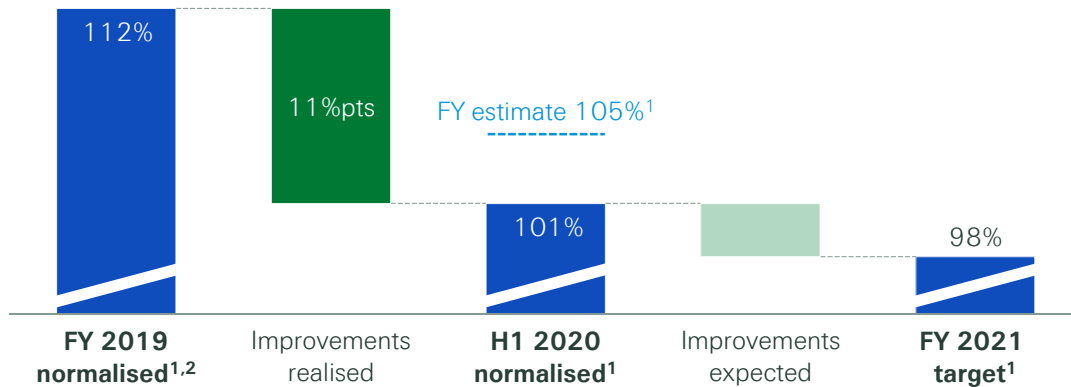 112%
11%pts
FY estimate 105%¹
101%
98%
FY 2019
normalised¹,²
Improvements
realised
H1 2020
normalised¹
Improvements
expected
FY 2021
target¹